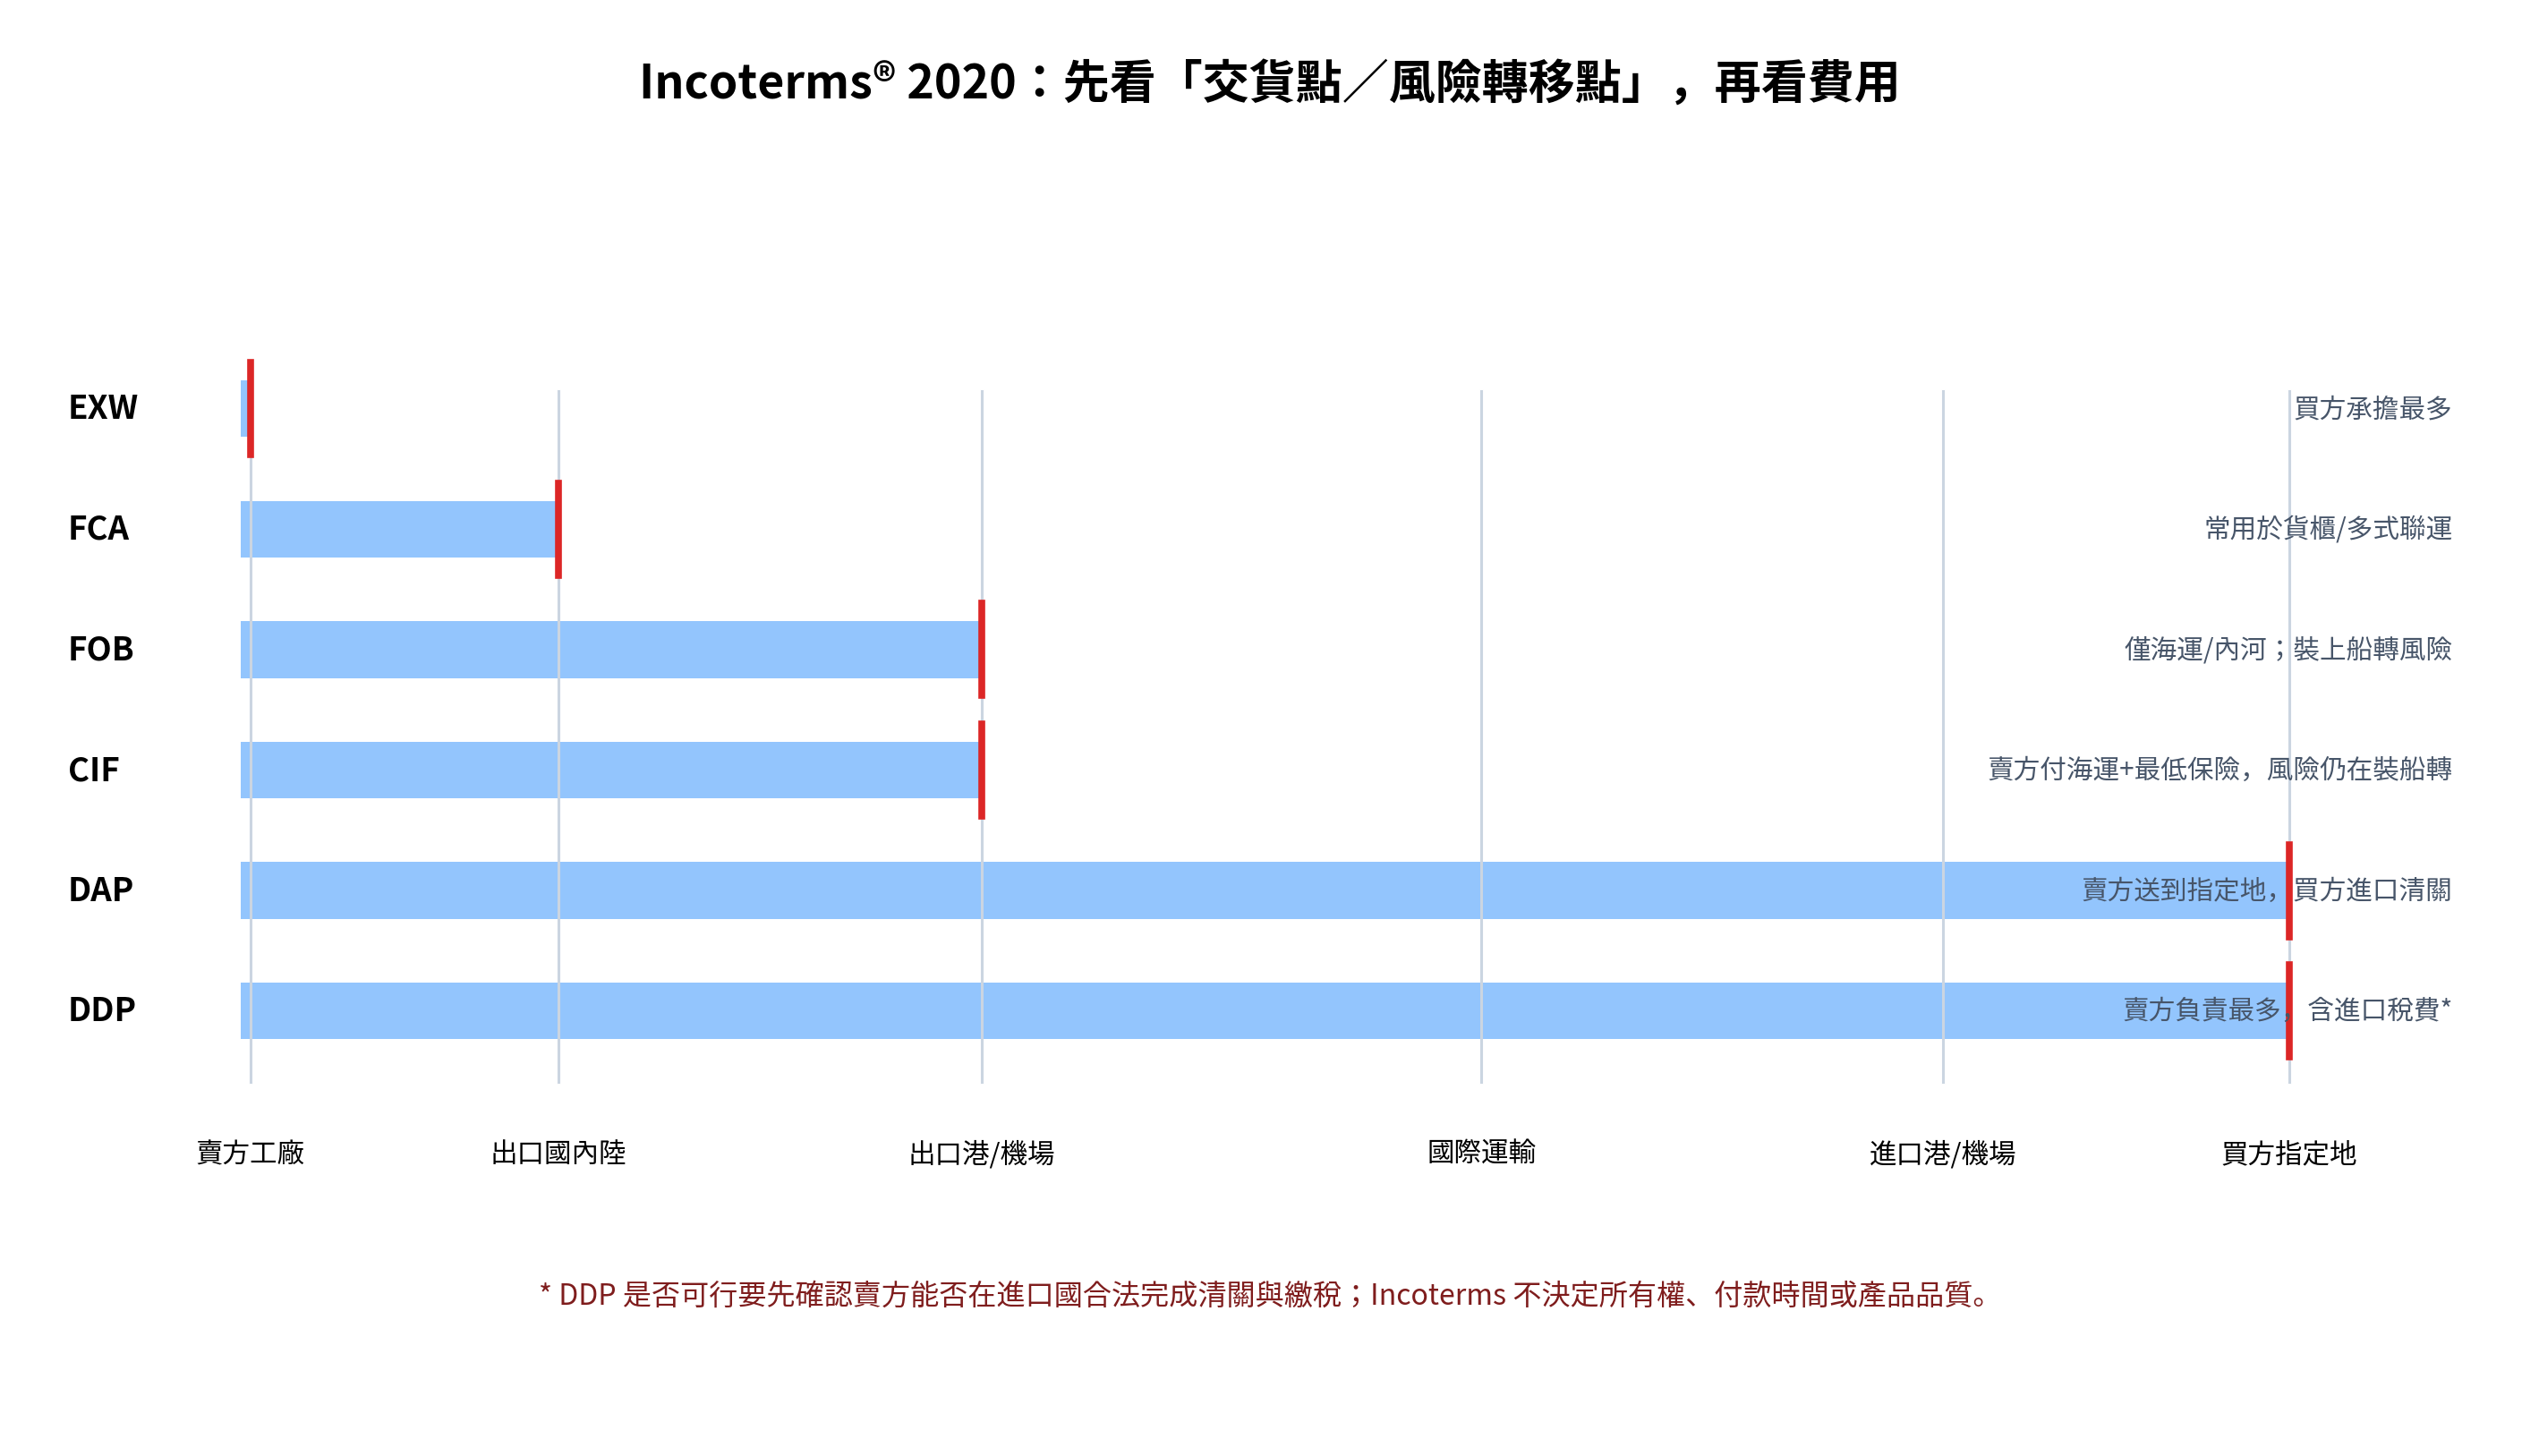 Incoterms® 2020：先看「交貨點／風險轉移點」，再看費用
EXW 買方承擔最多
FCA 常用於貨櫃/多式聯運
FOB 僅海運/內河；裝上船轉風險
CIF 賣方付海運+最低保險，風險仍在裝船轉
DAP 賣方送到指定地，買方進口清關
DDP 賣方負責最多，含進口稅費*
賣方工廠 出口國內陸 出口港/機場 國際運輸 進口港/機場 買方指定地
* DDP 是否可行要先確認賣方能否在進口國合法完成清關與繳稅；Incoterms 不決定所有權、付款時間或產品品質。